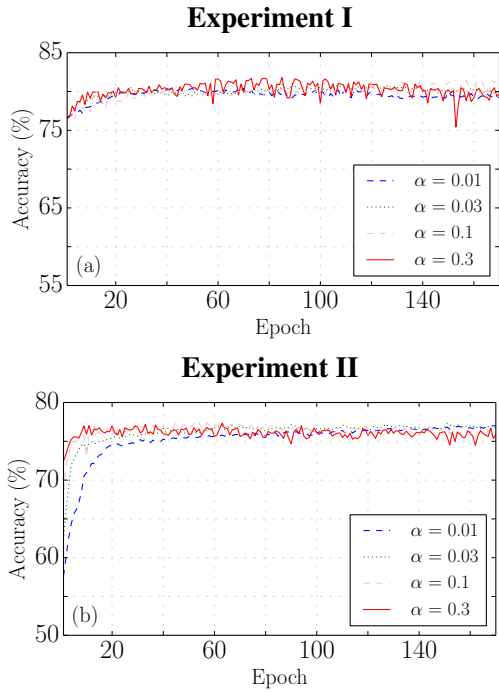 Experiment I
85
75
65
55
Accuracy (%)
(a)
α = 0.01
α = 0.03
α = 0.1
α = 0.3
20 60 100 140
Epoch
Experiment II
80
70
60
50
Accuracy (%)
(b)
α = 0.01
α = 0.03
α = 0.1
α = 0.3
20 60 100 140
Epoch